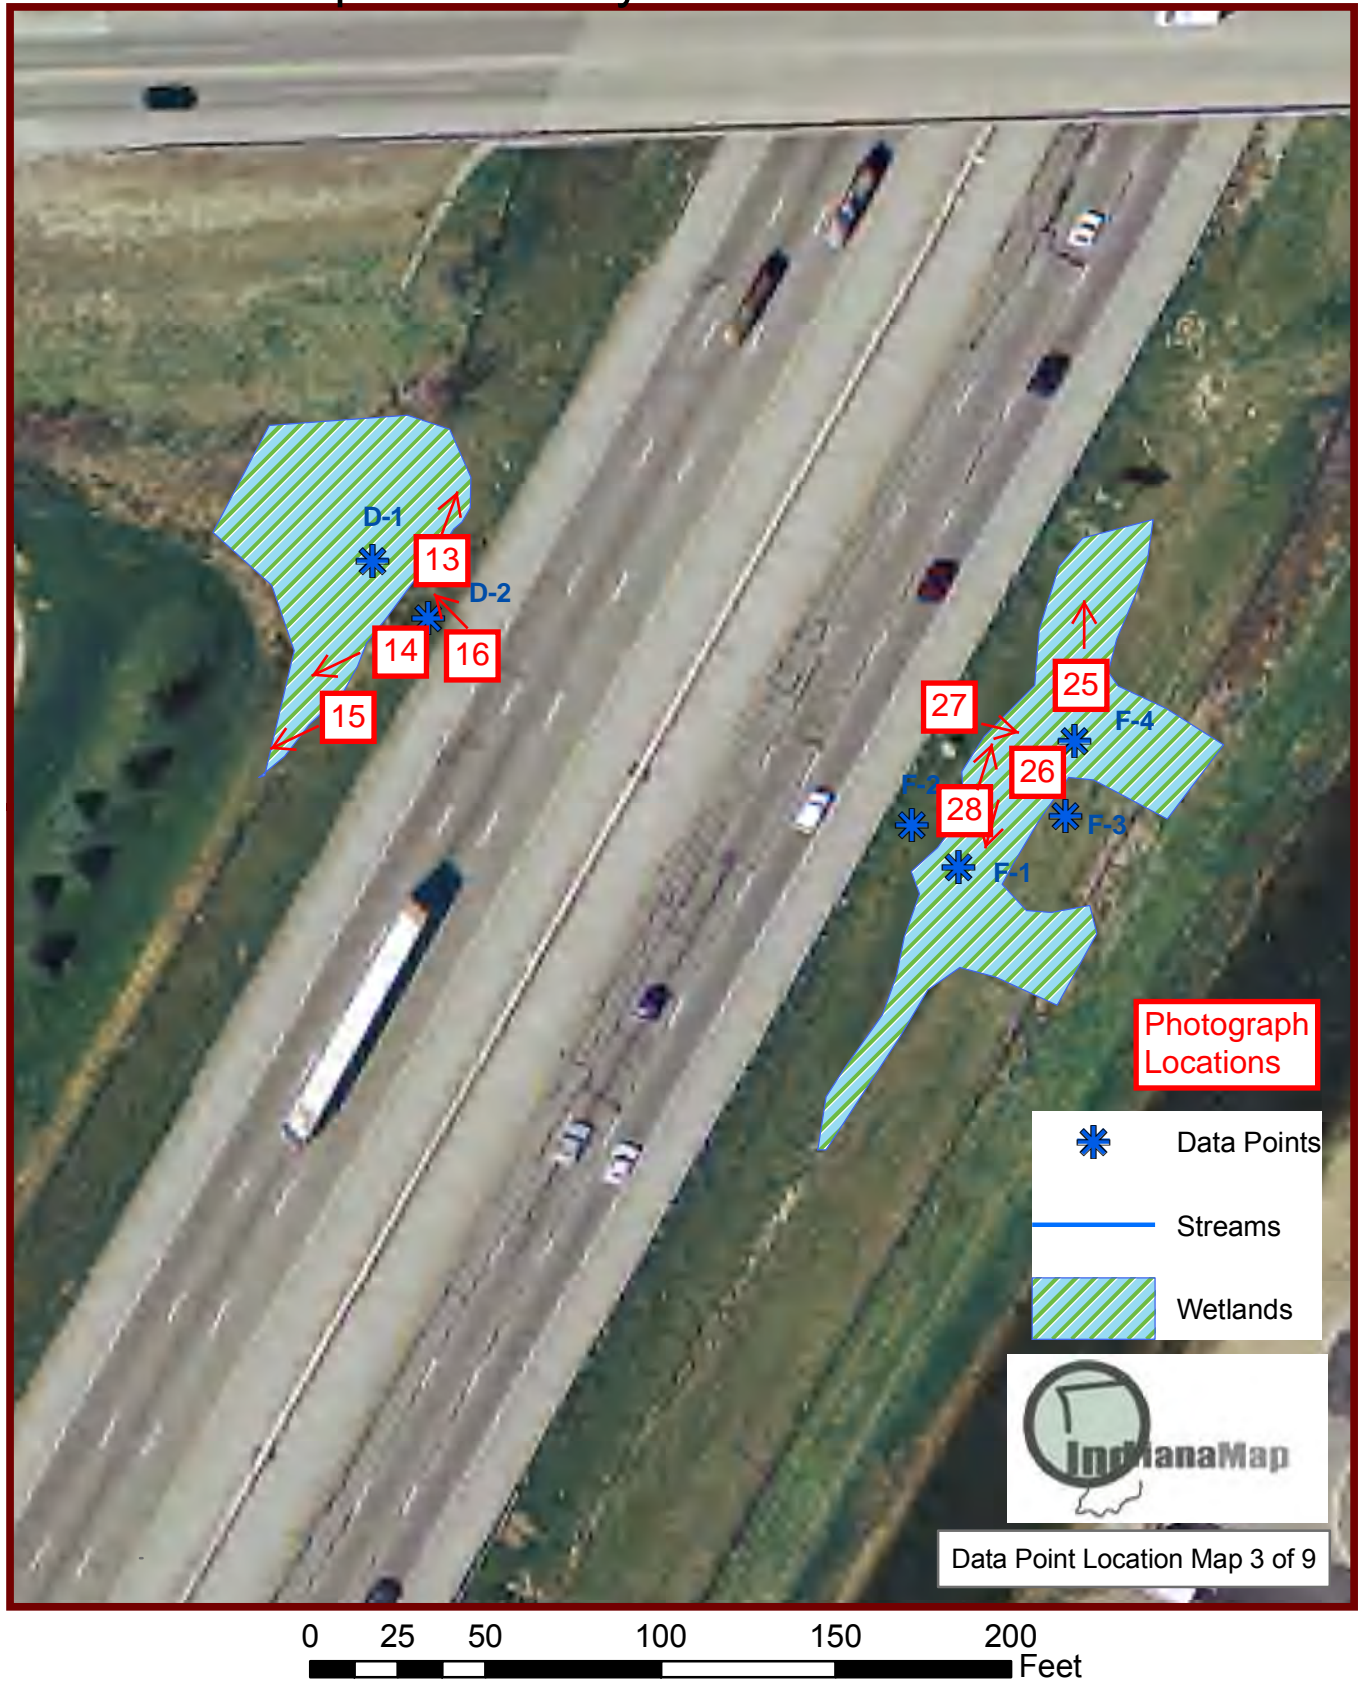 D-1
13
D-2
14
16
15
25
27
F-4
26
F-2
28
F-3
F-1
Photograph
Locations
Data Points
Streams
Wetlands
IndianaMap
Data Point Location Map 3 of 9
0 25 50 100 150 200
Feet